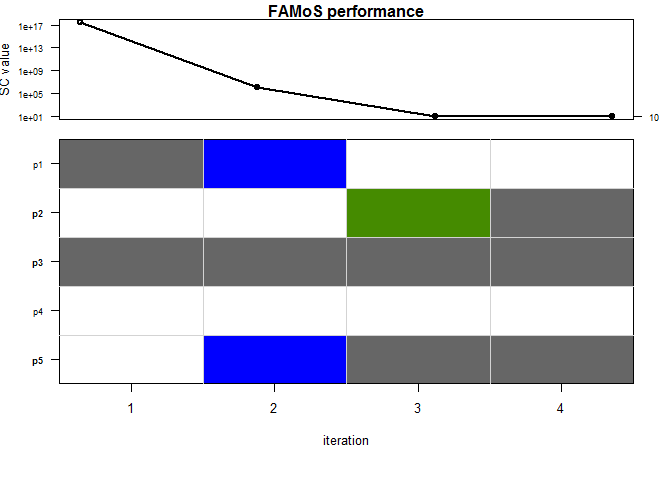 FAMoS performance
SC value
1e+17
1e+13
1e+09
1e+05
1e+01
10
p1
p2
p3
p4
p5
1 2 3 4
iteration